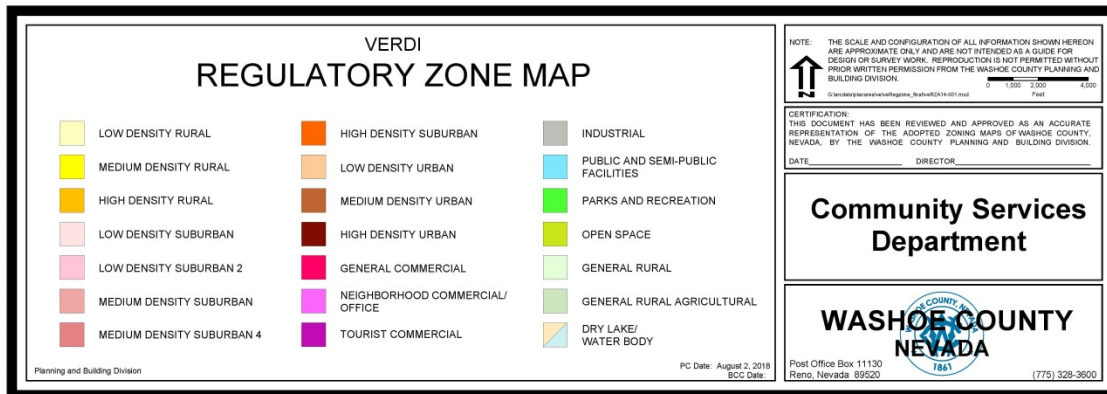 VERDI
REGULATORY ZONE MAP
LOW DENSITY RURAL
MEDIUM DENSITY RURAL
HIGH DENSITY RURAL
LOW DENSITY SUBURBAN
LOW DENSITY SUBURBAN 2
MEDIUM DENSITY SUBURBAN
MEDIUM DENSITY SUBURBAN 4
HIGH DENSITY SUBURBAN
LOW DENSITY URBAN
MEDIUM DENSITY URBAN
HIGH DENSITY URBAN
GENERAL COMMERCIAL
NEIGHBORHOOD COMMERCIAL/
OFFICE
TOURIST COMMERCIAL
INDUSTRIAL
PUBLIC AND SEMI-PUBLIC
FACILITIES
PARKS AND RECREATION
OPEN SPACE
GENERAL RURAL
GENERAL RURAL AGRICULTURAL
DRY LAKE/
WATER BODY
Planning and Building Division
PC Date: August 2, 2018
BCC Date:
NOTE: THE SCALE AND CONFIGURATION OF ALL INFORMATION SHOWN HEREON
ARE APPROXIMATE ONLY AND ARE NOT INTENDED AS A GUIDE FOR
DESIGN OR SURVEY WORK. REPRODUCTION IS NOT PERMITTED WITHOUT
PRIOR WRITTEN PERMISSION FROM THE WASHOE COUNTY PLANNING AND
BUILDING DIVISION.
0 1,000 2,000 4,000
Feet
N
CERTIFICATION:
THIS DOCUMENT HAS BEEN REVIEWED AND APPROVED AS AN ACCURATE
REPRESENTATION OF THE ADOPTED ZONING MAPS OF WASHOE COUNTY,
NEVADA, BY THE WASHOE COUNTY PLANNING AND BUILDING DIVISION.
DATE____________________ DIRECTOR____________________
Community Services
Department
WASHOE COUNTY
NEVADA
WASHOE COUNTY, NEVADA
1861
Post Office Box 11130
Reno, Nevada 89520
(775) 328-3600